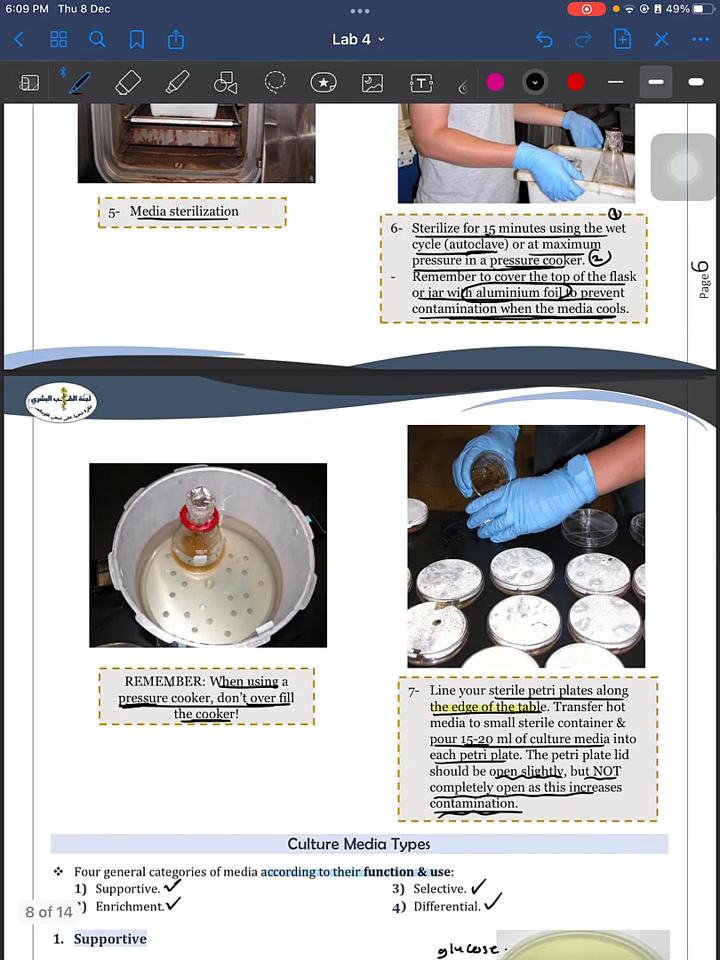 6:09 PM Thu 8 Dec
49%
Lab 4
5- Media sterilization
6- Sterilize for 15 minutes using the wet
cycle (autoclave) or at maximum
pressure in a pressure cooker.
- Remember to cover the top of the flask
or jar with aluminium foil to prevent
contamination when the media cools.
1
2
Page 9
REMEMBER: When using a
pressure cooker, don't over fill
the cooker!
7- Line your sterile petri plates along
the edge of the table. Transfer hot
media to small sterile container &
pour 15-20 ml of culture media into
each petri plate. The petri plate lid
should be open slightly, but NOT
completely open as this increases
contamination.
Culture Media Types
❖ Four general categories of media according to their function & use:
1) Supportive.
3) Selective.
) Enrichment.
4) Differential.
8 of 14
1. Supportive
glucose.